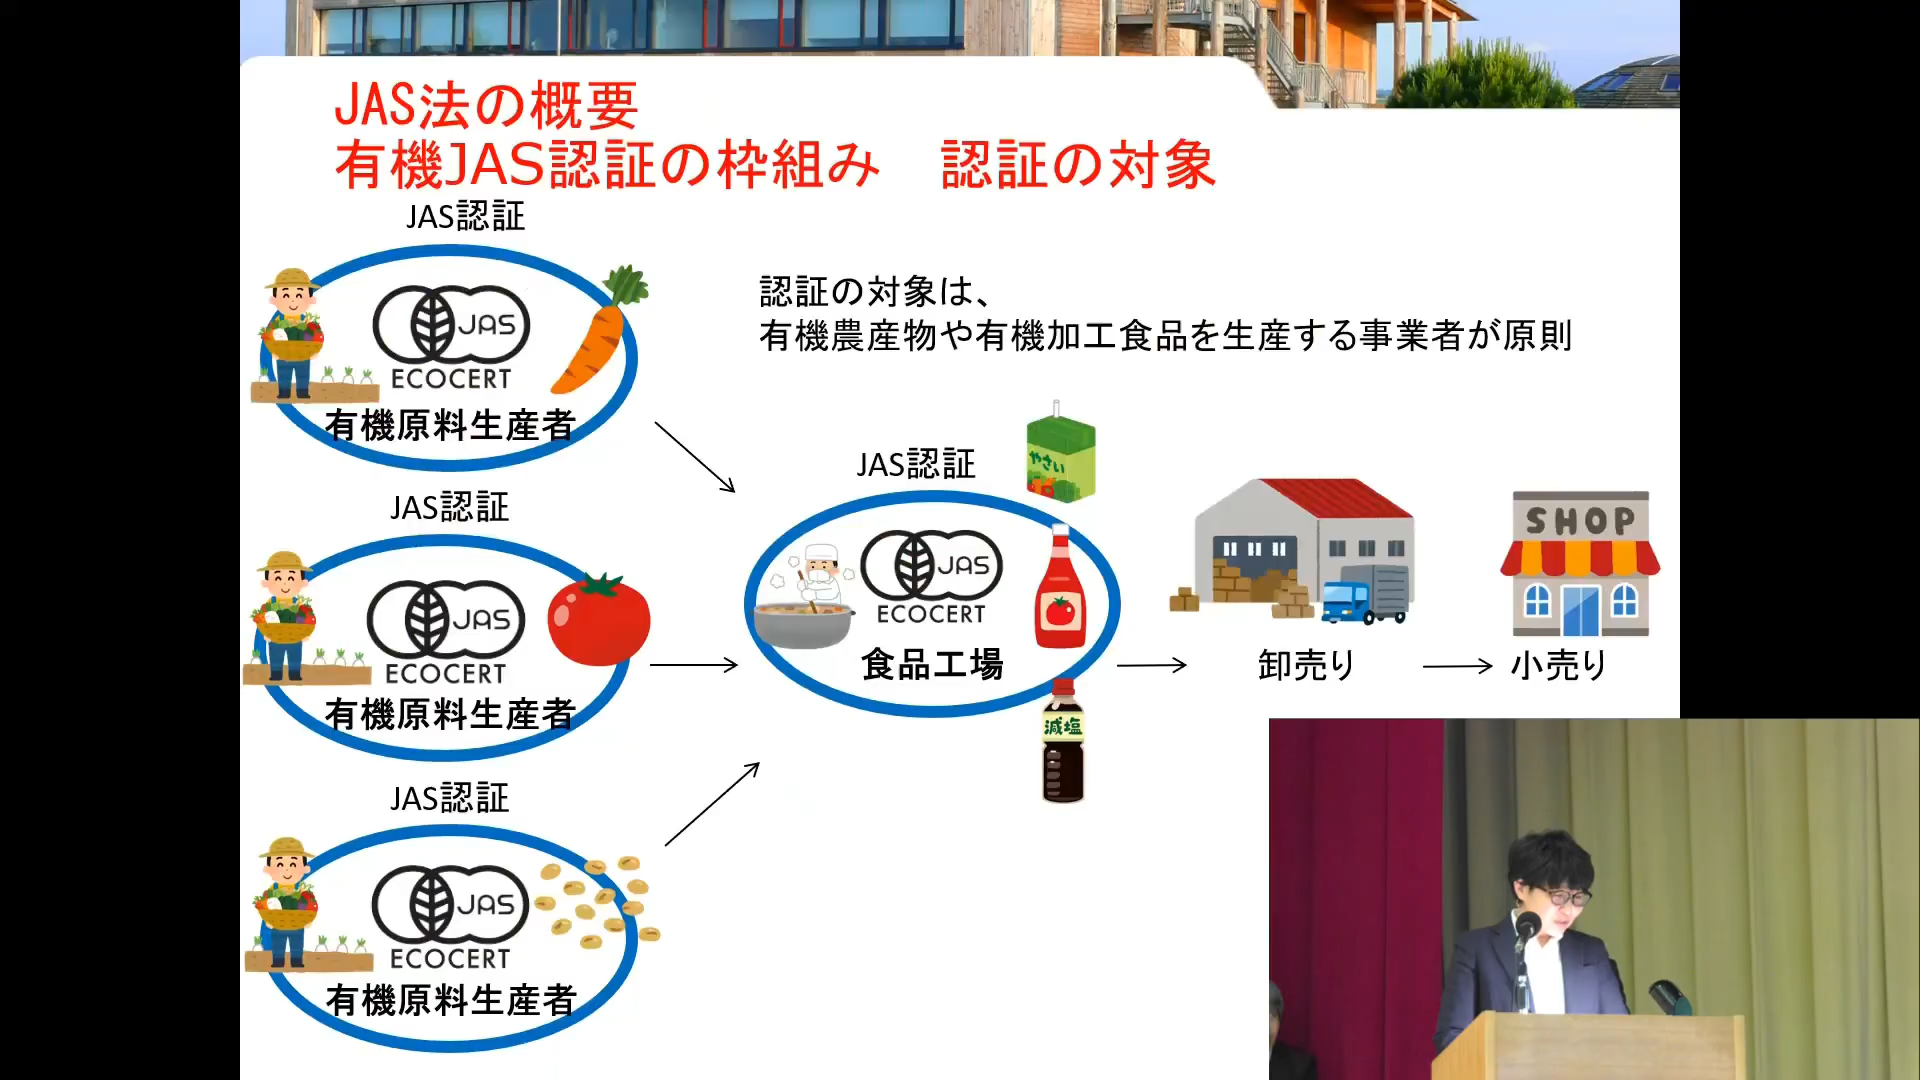 JAS法の概要
有機JAS認証の枠組み　認証の対象
JAS認証
JAS
ECOCERT
有機原料生産者
認証の対象は、
有機農産物や有機加工食品を生産する事業者が原則
JAS認証
JAS
ECOCERT
有機原料生産者
JAS認証
やさい
JAS
ECOCERT
食品工場
減塩
卸売り
SHOP
小売り
JAS認証
JAS
ECOCERT
有機原料生産者